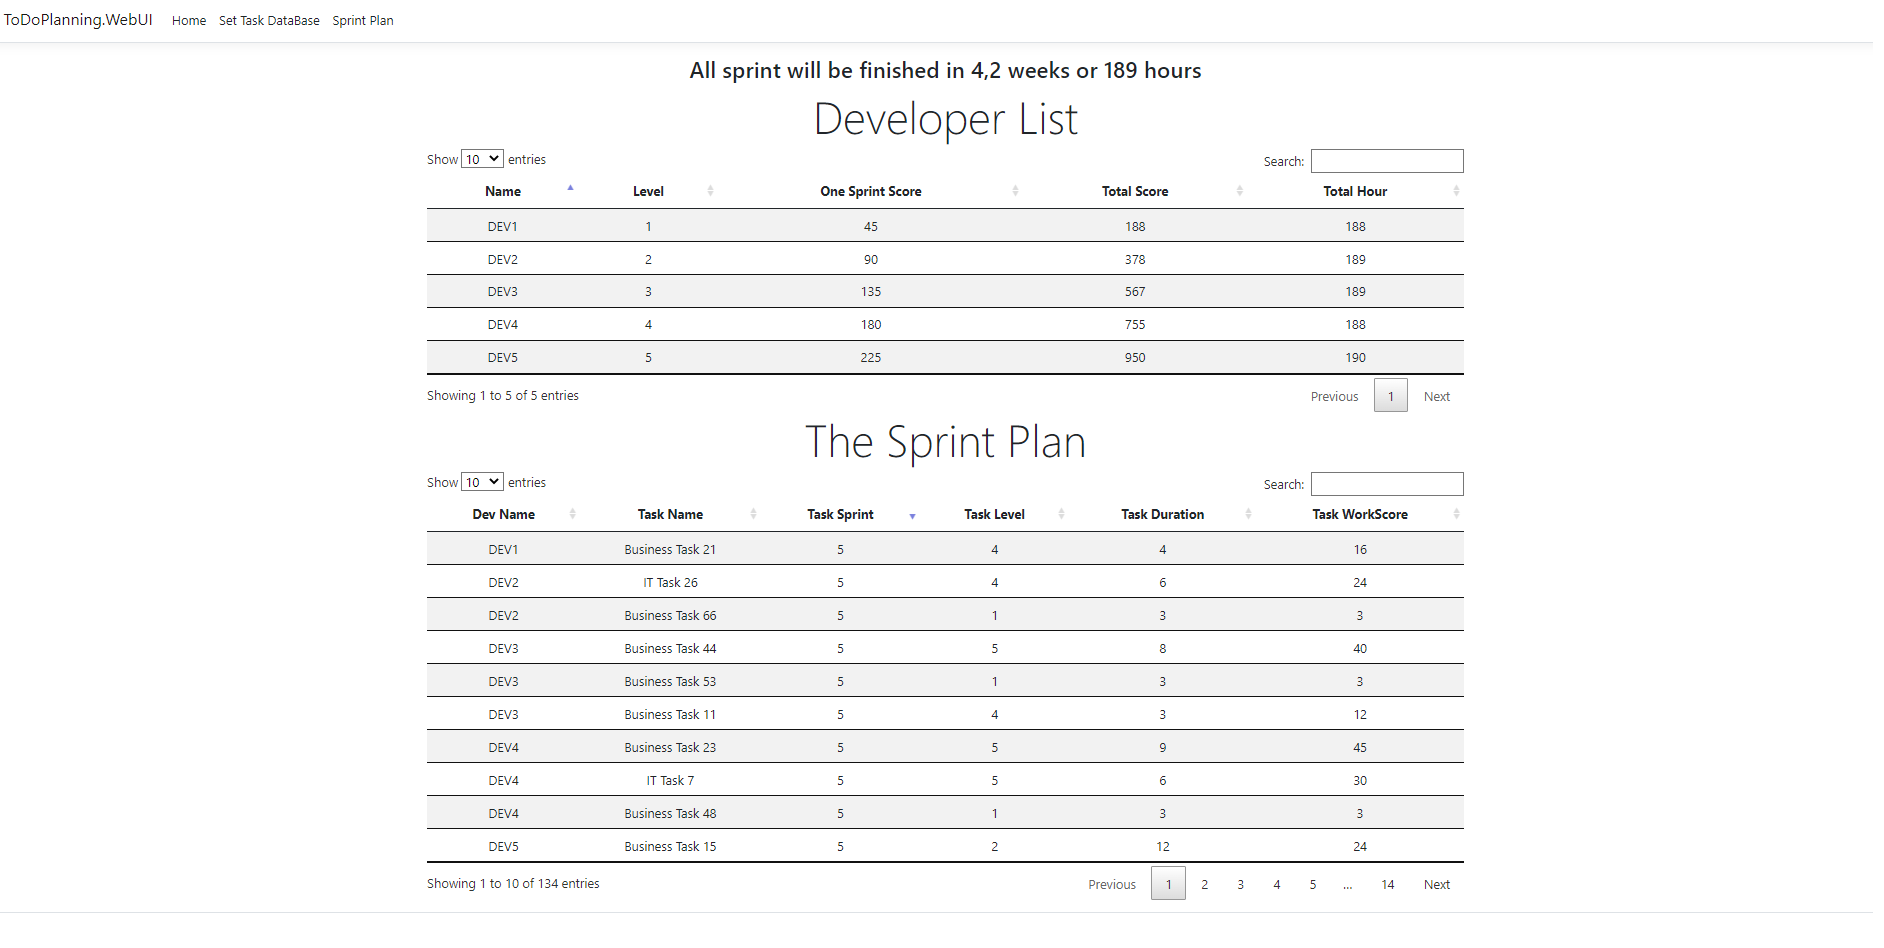 ToDoPlanning.WebUI Home Set Task DataBase Sprint Plan
All sprint will be finished in 4,2 weeks or 189 hours
Developer List
Show 10 entries Search:
Name Level One Sprint Score Total Score Total Hour
DEV1 1 45 188 188
DEV2 2 90 378 189
DEV3 3 135 567 189
DEV4 4 180 755 188
DEV5 5 225 950 190
Showing 1 to 5 of 5 entries Previous 1 Next
The Sprint Plan
Show 10 entries Search:
Dev Name Task Name Task Sprint Task Level Task Duration Task WorkScore
DEV1 Business Task 21 5 4 4 16
DEV2 IT Task 26 5 4 6 24
DEV2 Business Task 66 5 1 3 3
DEV3 Business Task 44 5 5 8 40
DEV3 Business Task 53 5 1 3 3
DEV3 Business Task 11 5 4 3 12
DEV4 Business Task 23 5 5 9 45
DEV4 IT Task 7 5 5 6 30
DEV4 Business Task 48 5 1 3 3
DEV5 Business Task 15 5 2 12 24
Showing 1 to 10 of 134 entries Previous 1 2 3 4 5 ... 14 Next